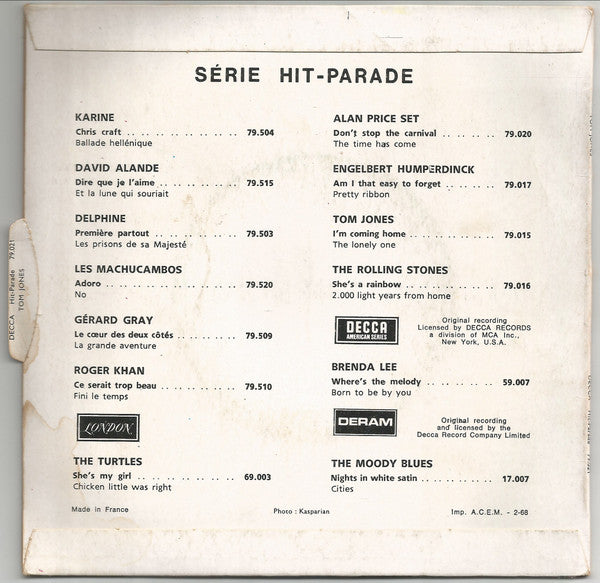 SÉRIE HIT-PARADE
KARINE
Chris craft . . . . . . . . . . . . 79.504
Ballade hellénique
DAVID ALANDE
Dire que je l'aime . . . . . . . . . 79.515
Et la lune qui souriait
DELPHINE
Première partout . . . . . . . . . 79.503
Les prisons de sa Majesté
LES MACHUCAMBOS
Adoro . . . . . . . . . . . . . . 79.520
No
GÉRARD GRAY
Le cœur des deux côtés . . . . . . . 79.509
La grande aventure
ROGER KHAN
Ce serait trop beau . . . . . . . . 79.510
Fini le temps
LONDON
THE TURTLES
She's my girl . . . . . . . . . . . 69.003
Chicken little was right
ALAN PRICE SET
Don't stop the carnival . . . . . . 79.020
The time has come
ENGELBERT HUMPERDINCK
Am I that easy to forget . . . . . . 79.017
Pretty ribbon
TOM JONES
I'm coming home . . . . . . . . . 79.015
The lonely one
THE ROLLING STONES
She's a rainbow . . . . . . . . . . 79.016
2.000 light years from home
DECCA
AMERICAN SERIES
Original recording
Licensed by DECCA RECORDS
a division of MCA Inc.,
New York, U.S.A.
BRENDA LEE
Where's the melody . . . . . . . . 59.007
Born to be by you
DERAM
Original recording
and licensed by the
Decca Record Company Limited
THE MOODY BLUES
Nights in white satin . . . . . . . . . 17.007
Cities
Made in France
Photo : Kasparian
Imp. A.C.E.M. - 2-68
DECCA Hit-Parade 79.021
TOM JONES